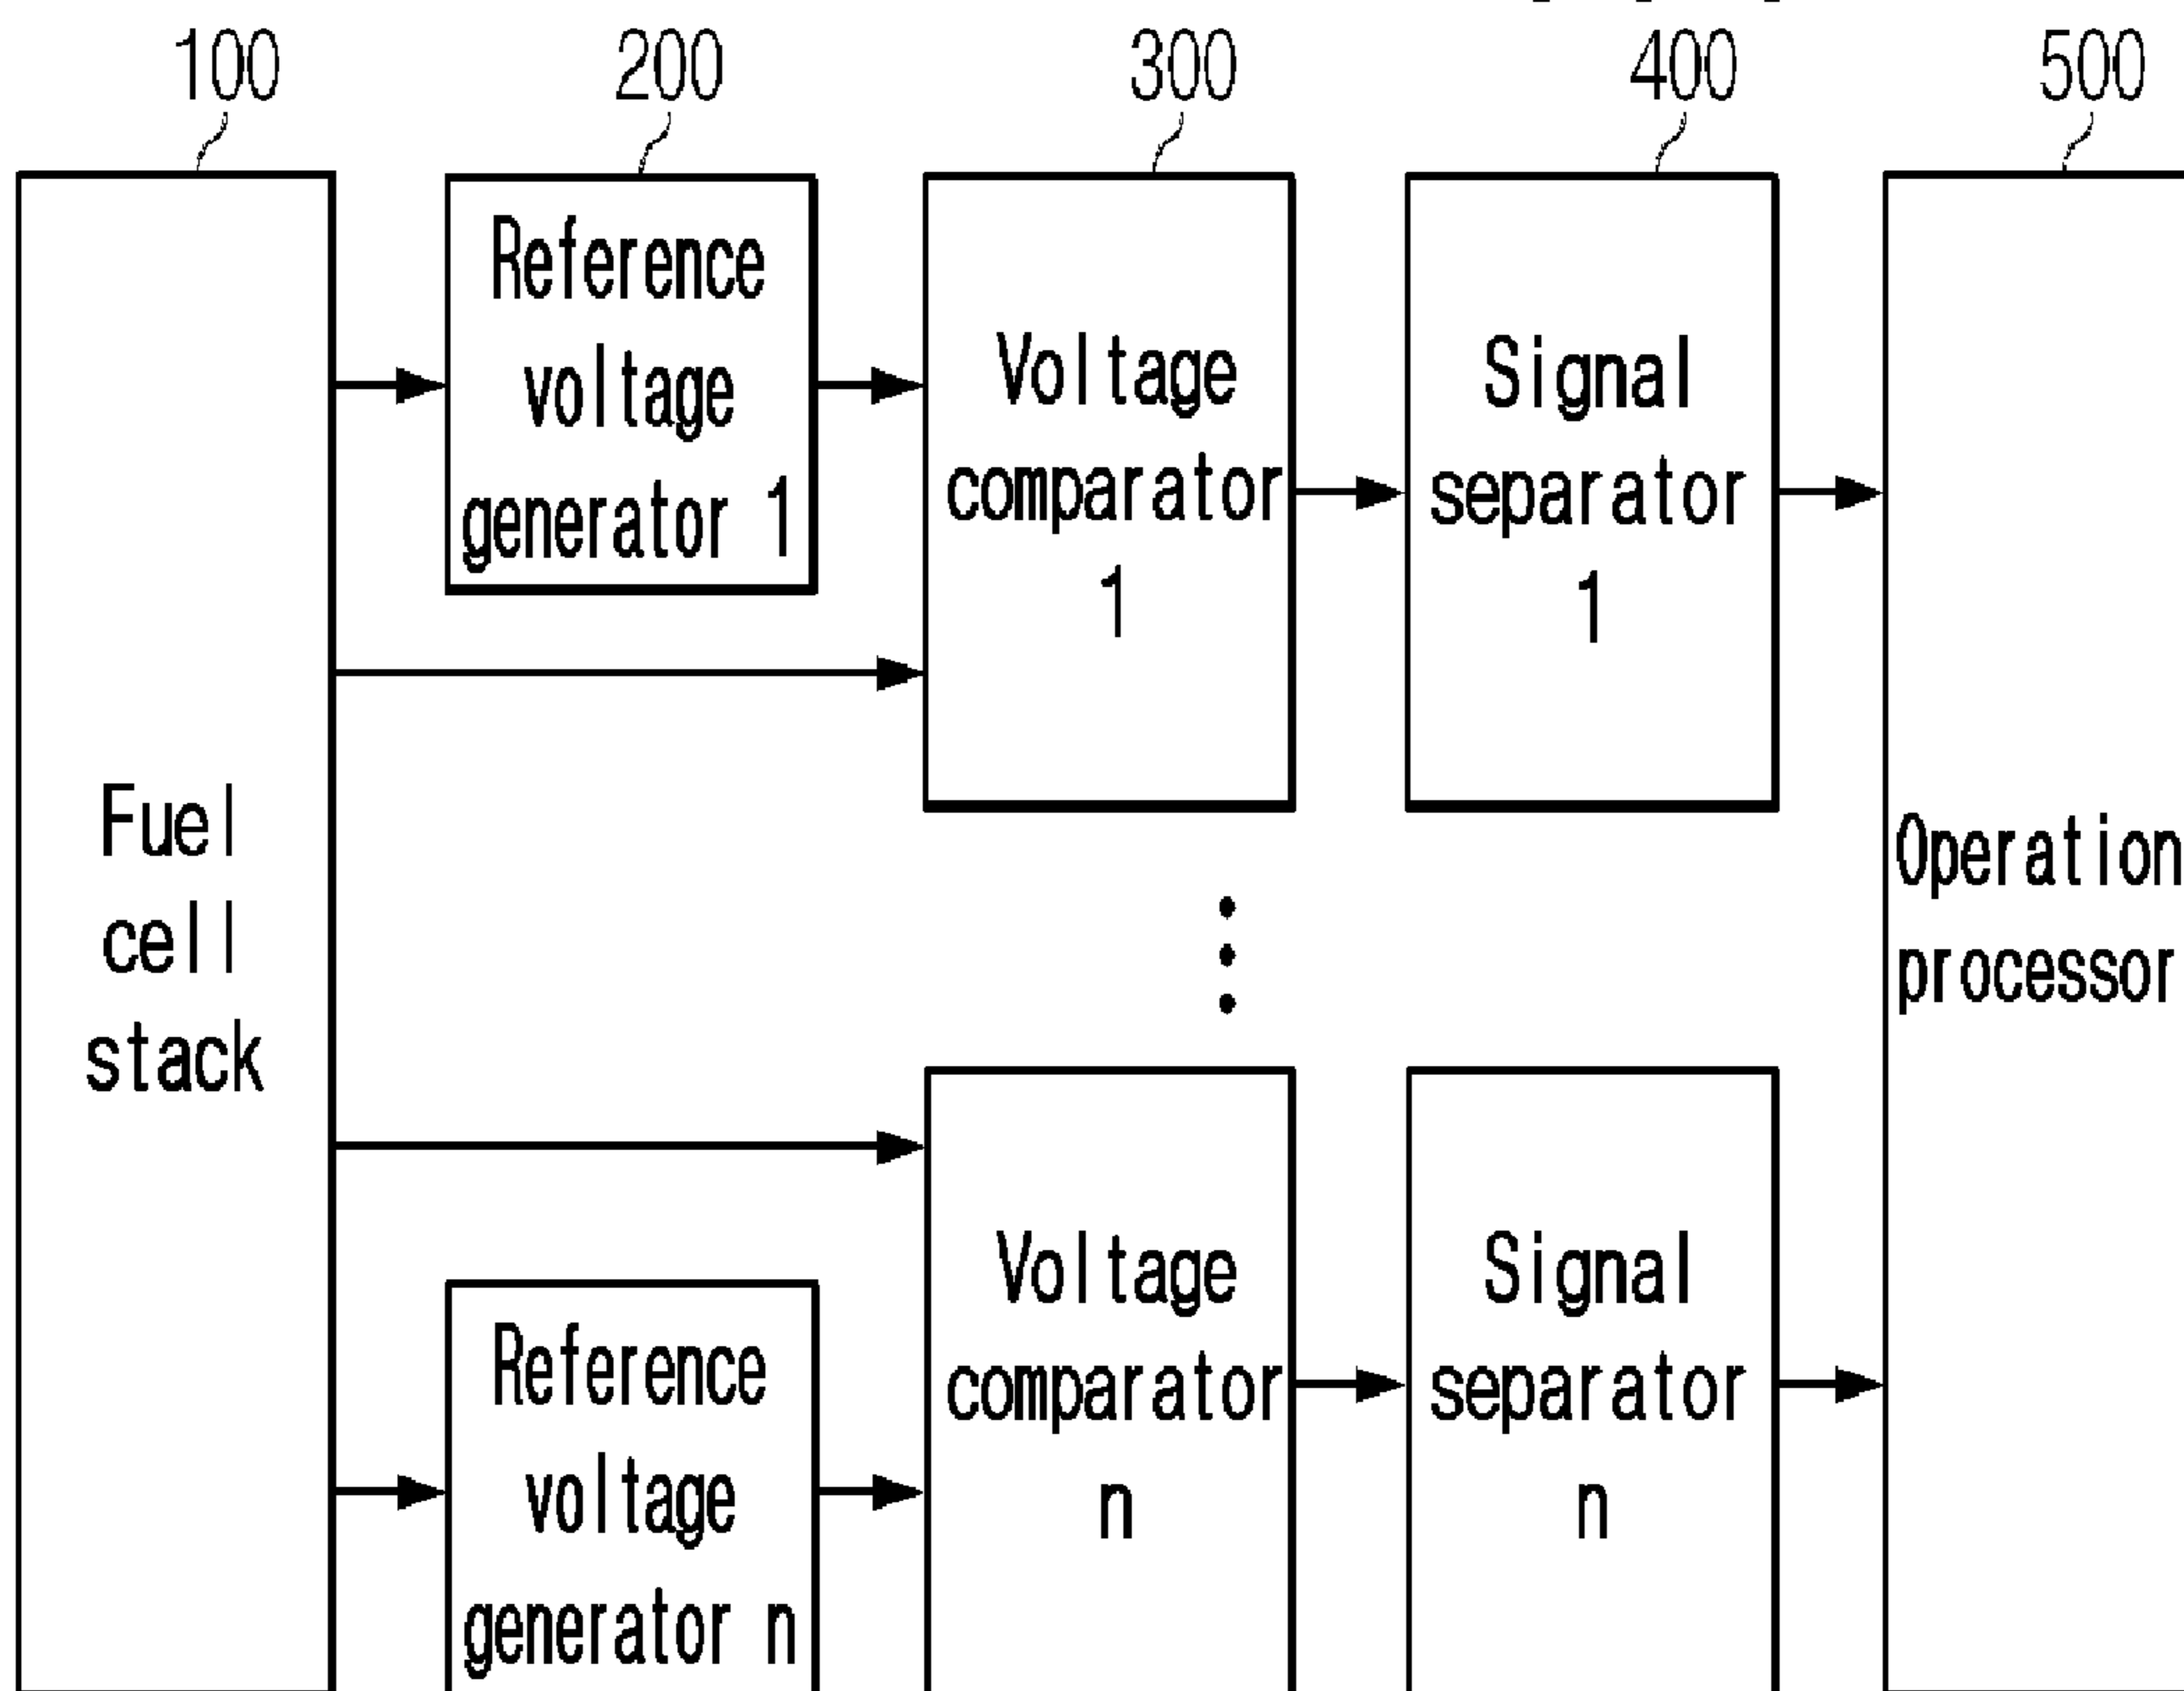 100 200 300 400 500
Fuel
cell
stack
Reference
voltage
generator 1
Voltage
comparator
1
Signal
separator
1
Operation
processor
Reference
voltage
generator n
Voltage
comparator
n
Signal
separator
n